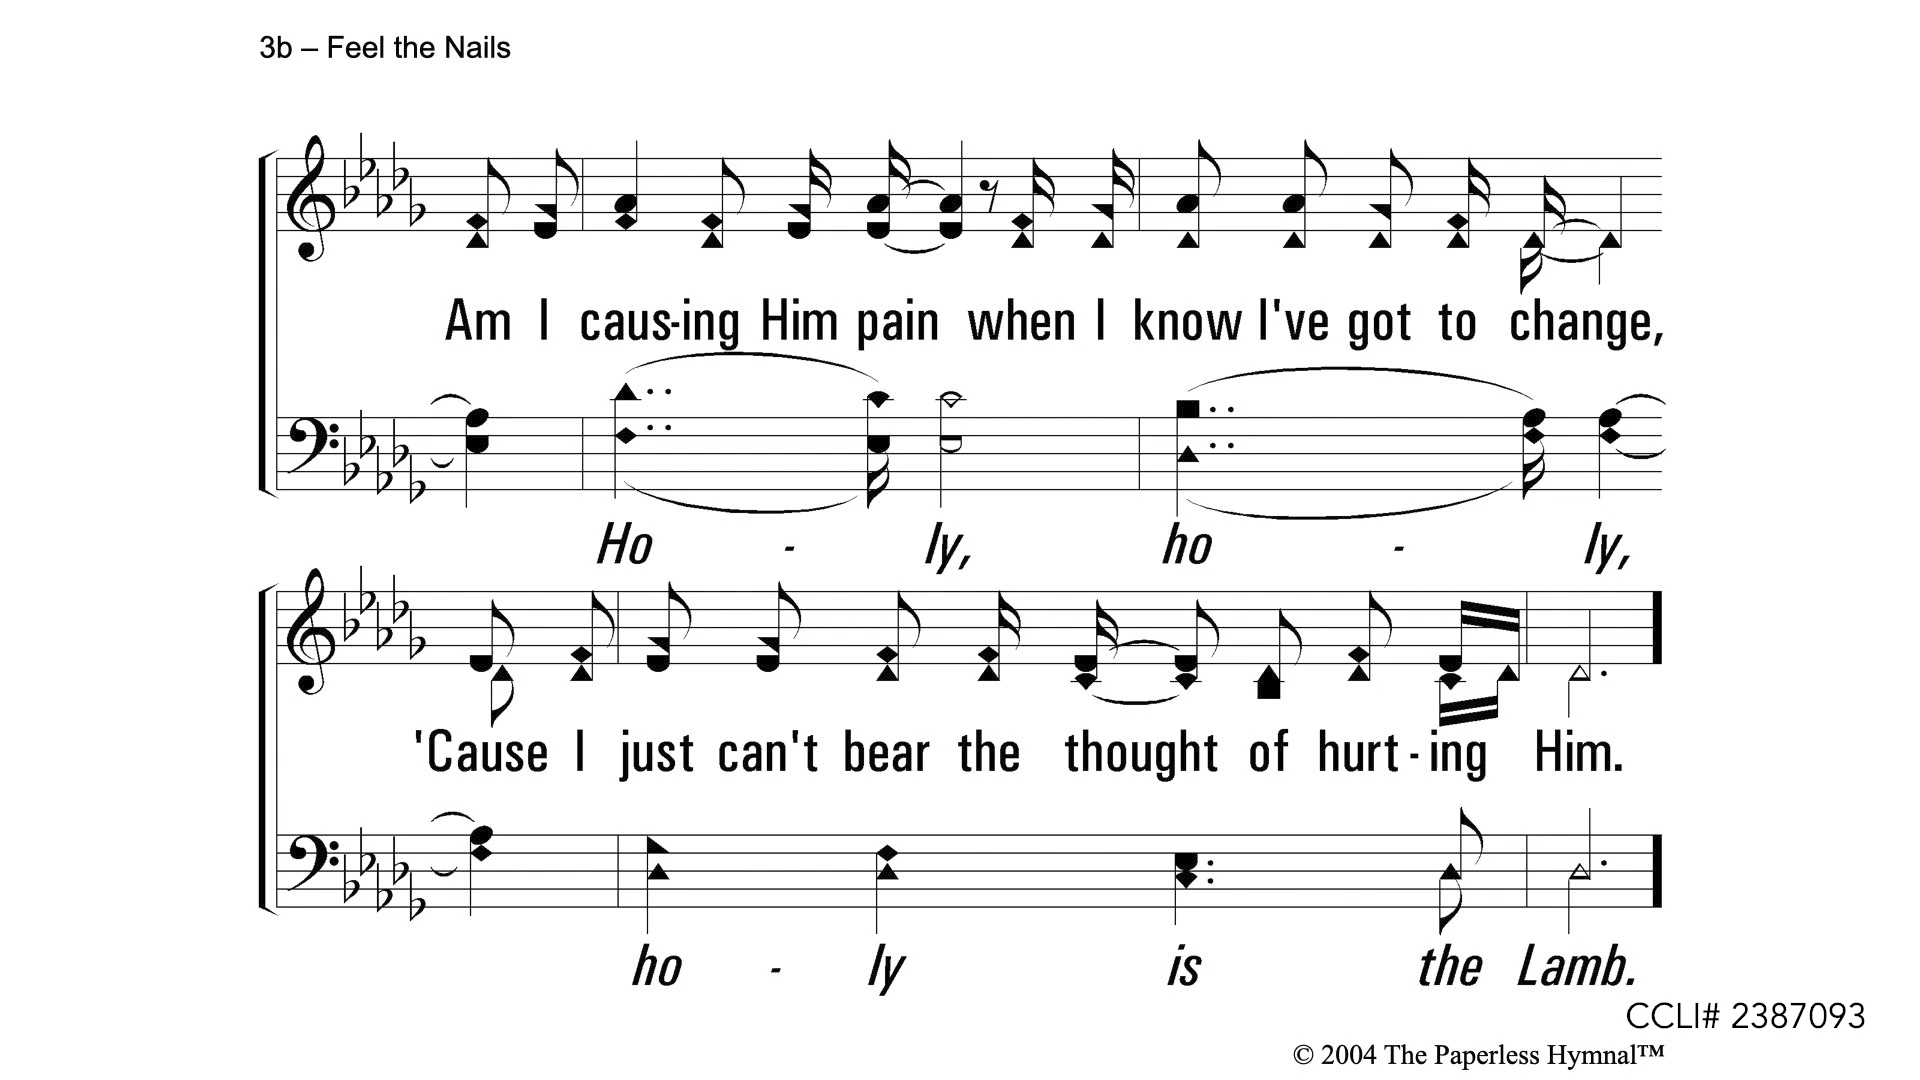 3b – Feel the Nails
Am I caus-ing Him pain when I know I've got to change,
Ho - ly, ho - ly,
'Cause I just can't bear the thought of hurt-ing Him.
ho - ly is the Lamb.
CCLI# 2387093
© 2004 The Paperless Hymnal™